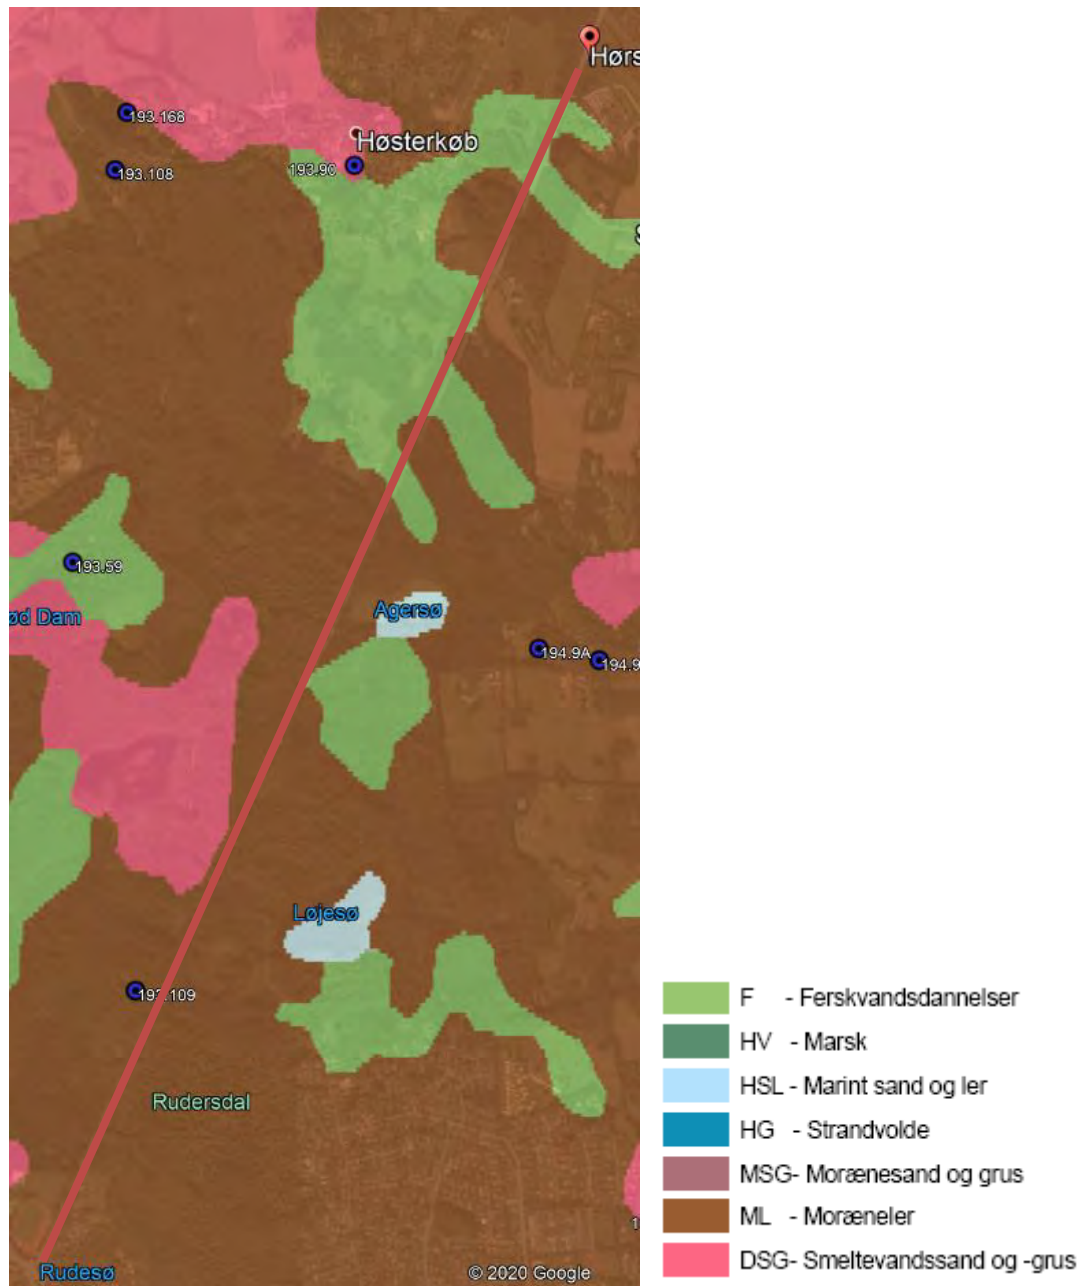 Hørs
193.168
Høsterkøb
193.108
193.90
S
193.59
Agersø
ød Dam
194.9A
194.9
Løjesø
193.109
Rudersdal
1
Rudesø
© 2020 Google
F - Ferskvandsdannelser
HV - Marsk
HSL - Marint sand og ler
HG - Strandvolde
MSG- Morænesand og grus
ML - Moræneler
DSG- Smeltevandssand og -grus